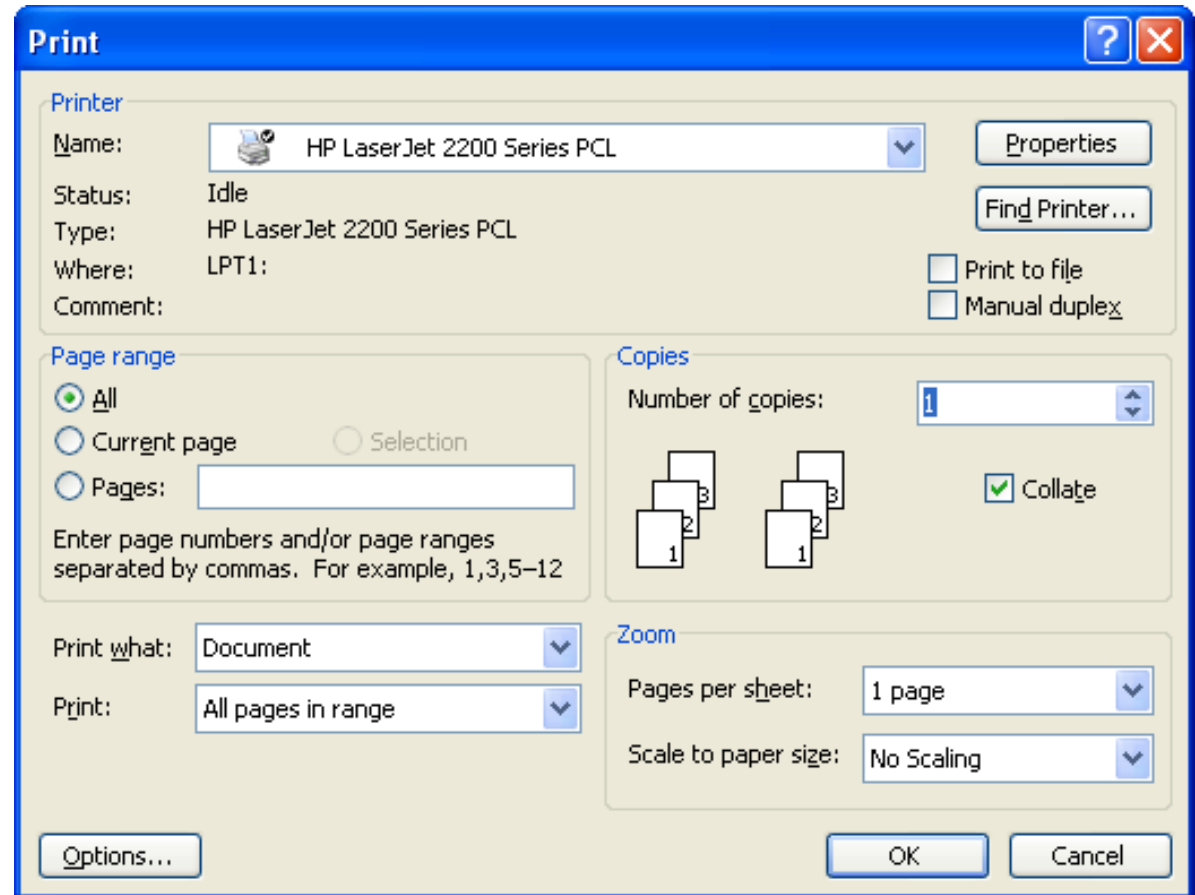 Print
Printer
Name: HP LaserJet 2200 Series PCL Properties
Status: Idle Find Printer...
Type: HP LaserJet 2200 Series PCL
Where: LPT1: Print to file
Comment: Manual duplex
Page range
All
Current page Selection
Pages:
Enter page numbers and/or page ranges
separated by commas. For example, 1,3,5–12
Copies
Number of copies: 1
3 3
2 2
1 1
Collate
Print what: Document
Print: All pages in range
Zoom
Pages per sheet: 1 page
Scale to paper size: No Scaling
Options... OK Cancel